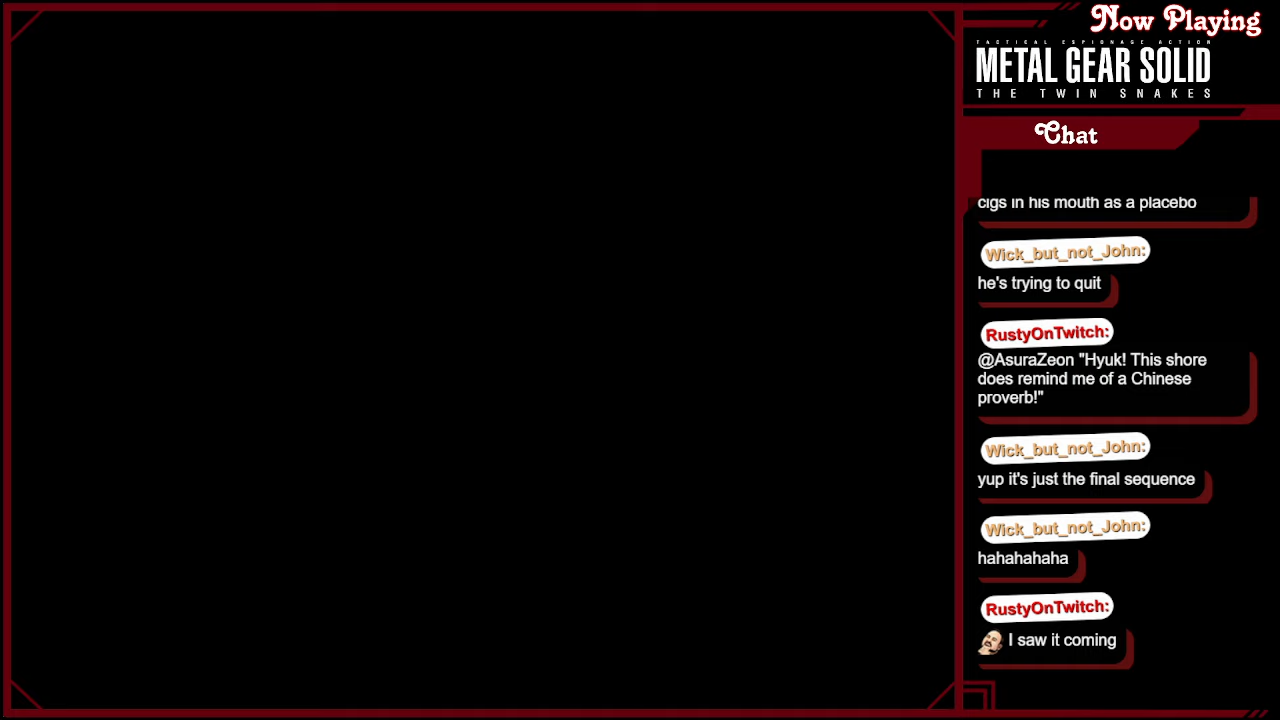 Now Playing
TACTICAL ESPIONAGE ACTION
METAL GEAR SOLID
THE TWIN SNAKES
Chat
cigs in his mouth as a placebo
Wick_but_not_John:
he's trying to quit
RustyOnTwitch:
@AsuraZeon "Hyuk! This shore
does remind me of a Chinese
proverb!"
Wick_but_not_John:
yup it's just the final sequence
Wick_but_not_John:
hahahahaha
RustyOnTwitch:
I saw it coming